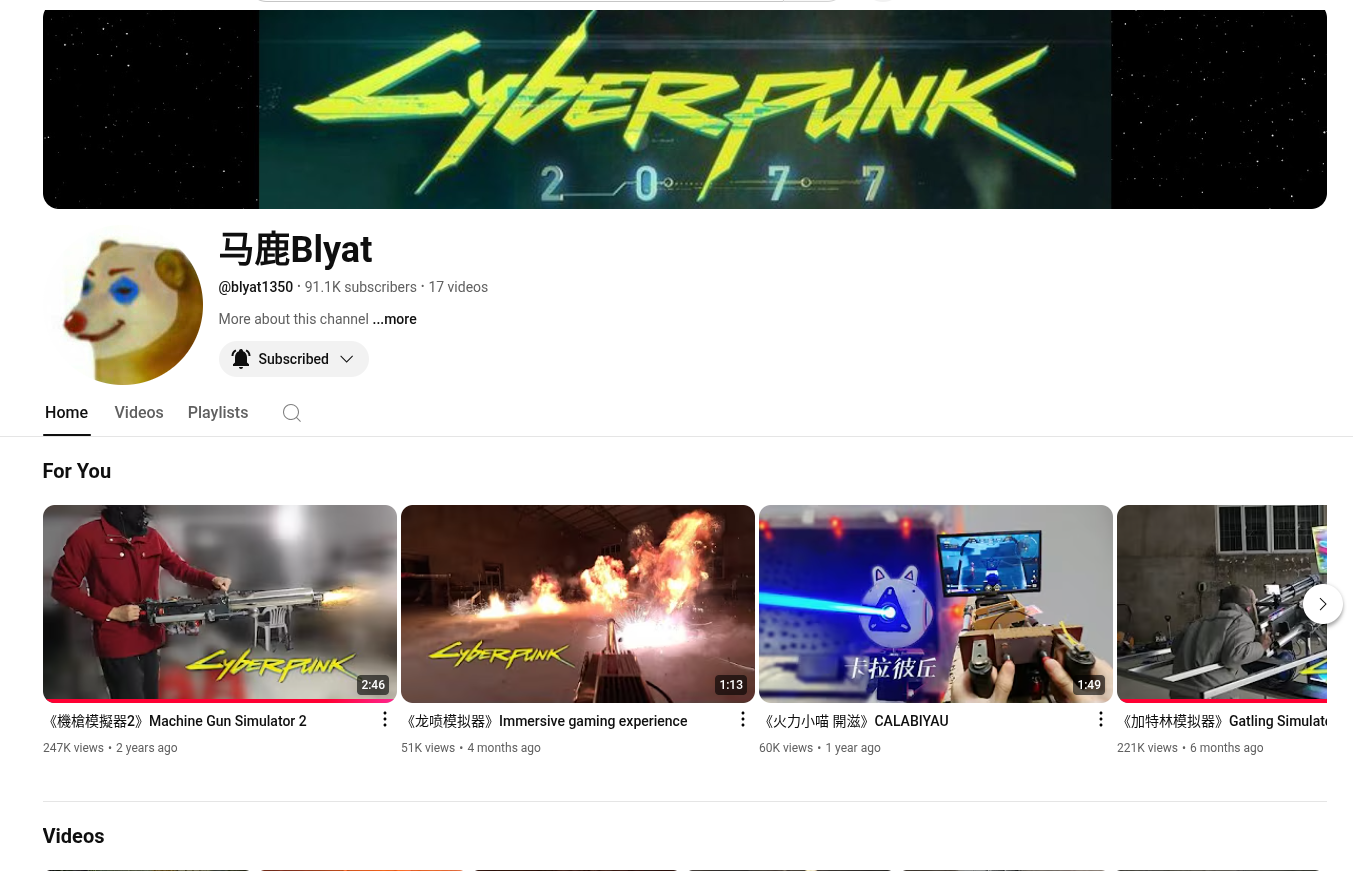 CYBERPUNK
2077
马鹿Blyat
@blyat1350 • 91.1K subscribers • 17 videos
More about this channel ...more
Subscribed
Home Videos Playlists
For You
CYBERPUNK
2:46
CYBERPUNK
1:13
卡拉彼丘
1:49
《機槍模擬器2》Machine Gun Simulator 2
247K views • 2 years ago
《龙喷模拟器》Immersive gaming experience
51K views • 4 months ago
《火力小喵 開滋》CALABIYAU
60K views • 1 year ago
《加特林模拟器》Gatling Simulato
221K views • 6 months ago
Videos